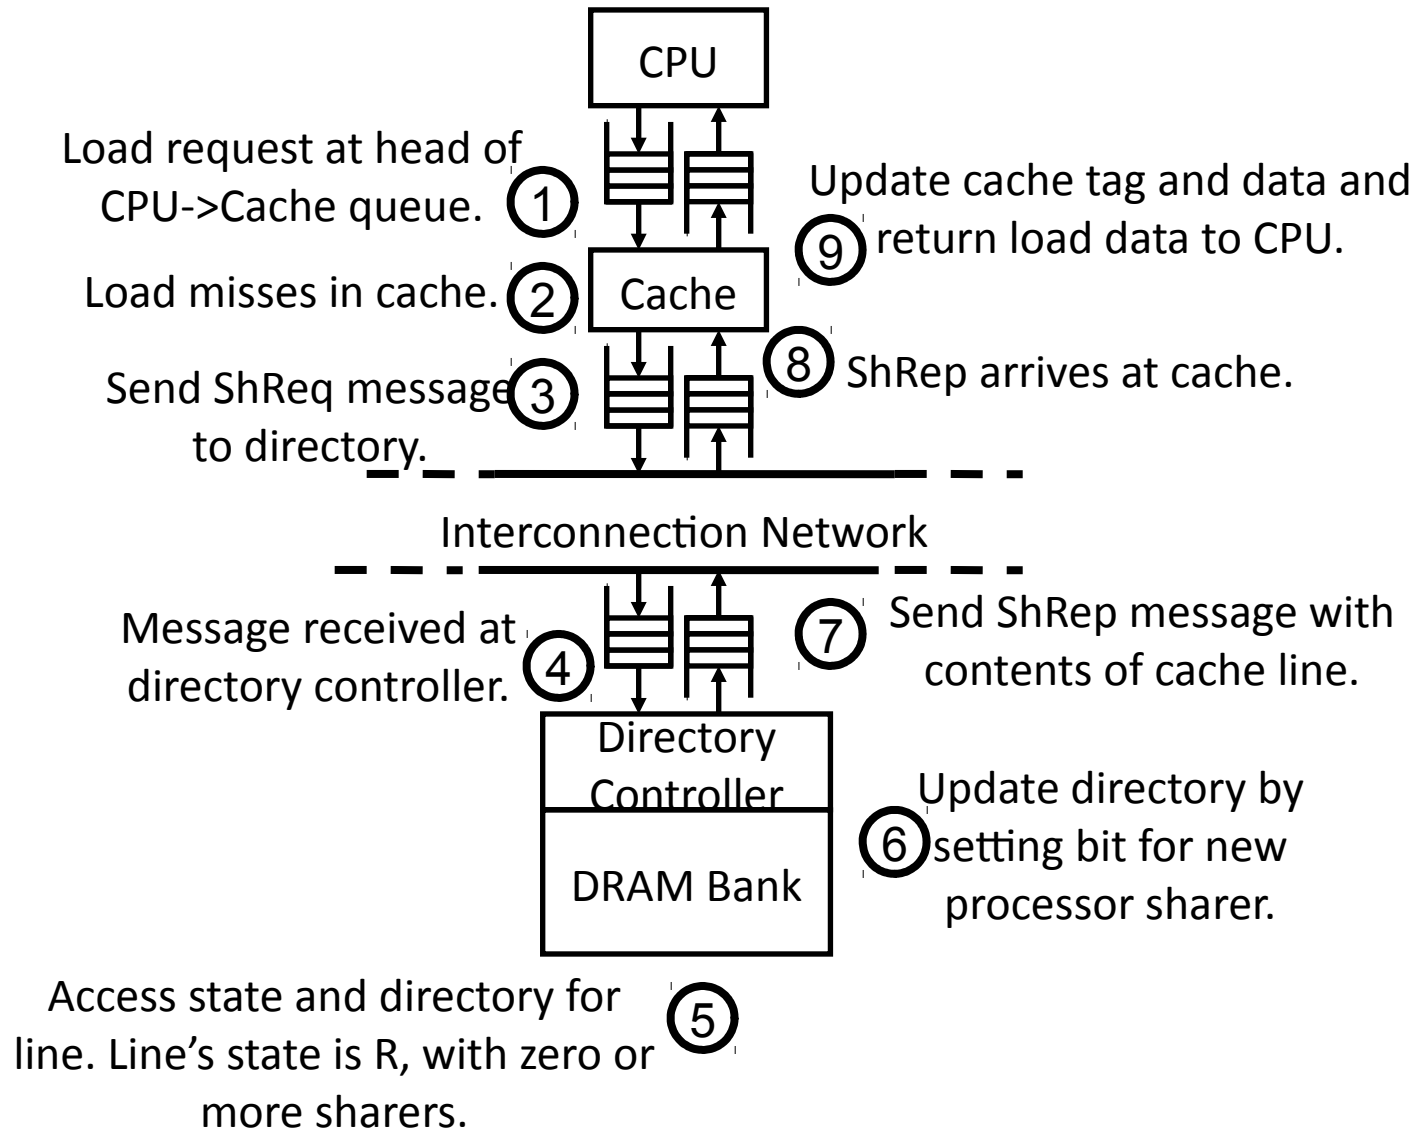 CPU
Load request at head of
CPU->Cache queue.
1
Load misses in cache.
2
Cache
Send ShReq message
to directory.
3
Update cache tag and data and
return load data to CPU.
9
8
ShRep arrives at cache.
Interconnection Network
Message received at
directory controller.
4
7
Send ShRep message with
contents of cache line.
Directory
Controller
DRAM Bank
6
Update directory by
setting bit for new
processor sharer.
Access state and directory for
line. Line’s state is R, with zero or
more sharers.
5